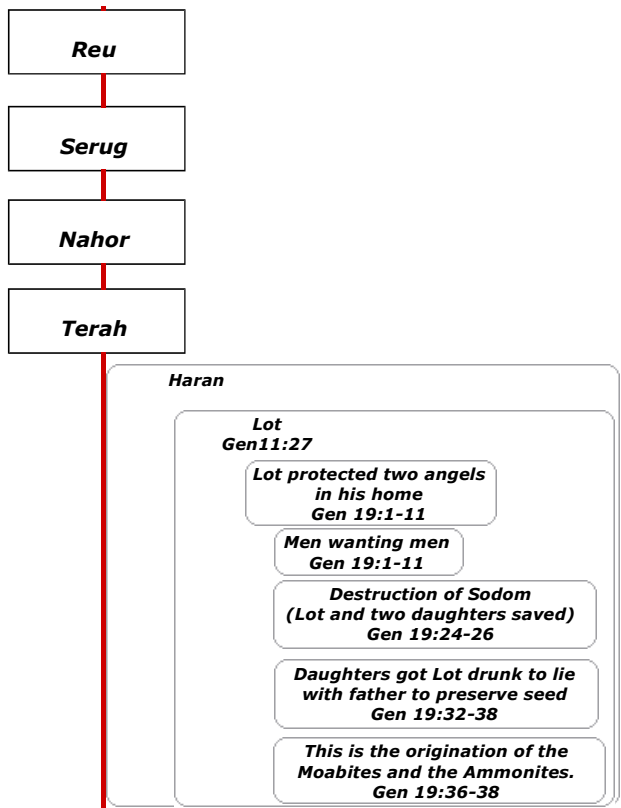 Reu
Serug
Nahor
Terah
Haran
Lot
Gen11:27
Lot protected two angels
in his home
Gen 19:1-11
Men wanting men
Gen 19:1-11
Destruction of Sodom
(Lot and two daughters saved)
Gen 19:24-26
Daughters got Lot drunk to lie
with father to preserve seed
Gen 19:32-38
This is the origination of the
Moabites and the Ammonites.
Gen 19:36-38